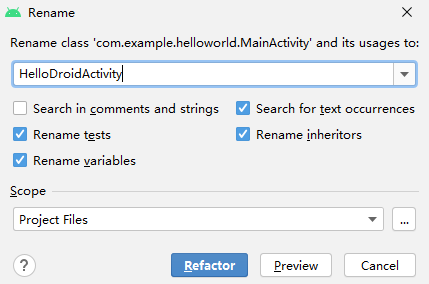 Rename
Rename class 'com.example.helloworld.MainActivity' and its usages to:
HelloDroidActivity
Search in comments and strings
Search for text occurrences
Rename tests
Rename inheritors
Rename variables
Scope
Project Files
...
?
Refactor
Preview
Cancel